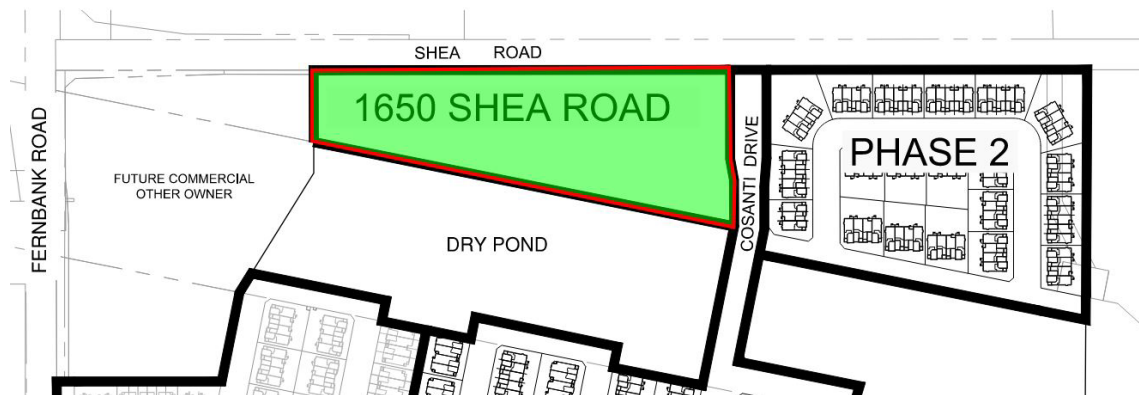 SHEA ROAD
1650 SHEA ROAD
FERNBANK ROAD
FUTURE COMMERCIAL
OTHER OWNER
DRY POND
COSANTI DRIVE
PHASE 2